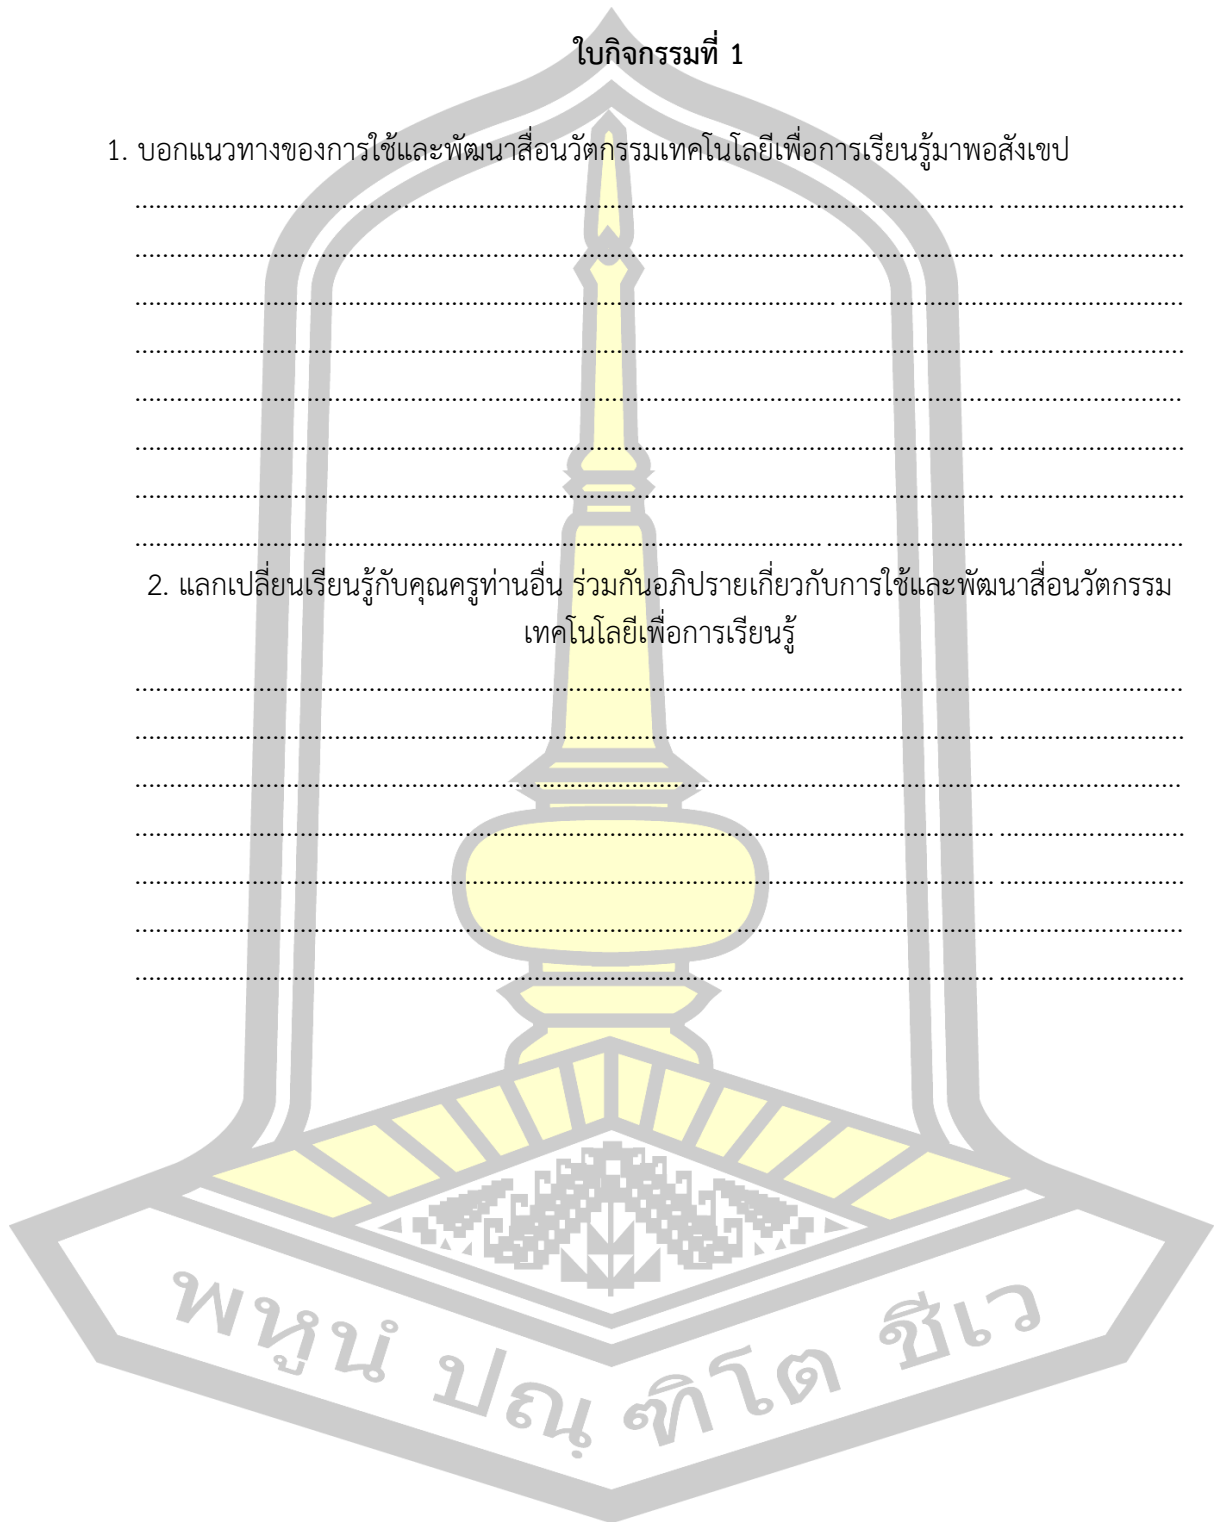 ใบกิจกรรมที่ 1
1. บอกแนวทางของการใช้และพัฒนาสื่อนวัตกรรมเทคโนโลยีเพื่อการเรียนรู้มาพอสังเขป
2. แลกเปลี่ยนเรียนรู้กับคุณครูท่านอื่น ร่วมกันอภิปรายเกี่ยวกับการใช้และพัฒนาสื่อนวัตกรรม
เทคโนโลยีเพื่อการเรียนรู้
พหูนํ ปณฺ ฑิโต ชีเว